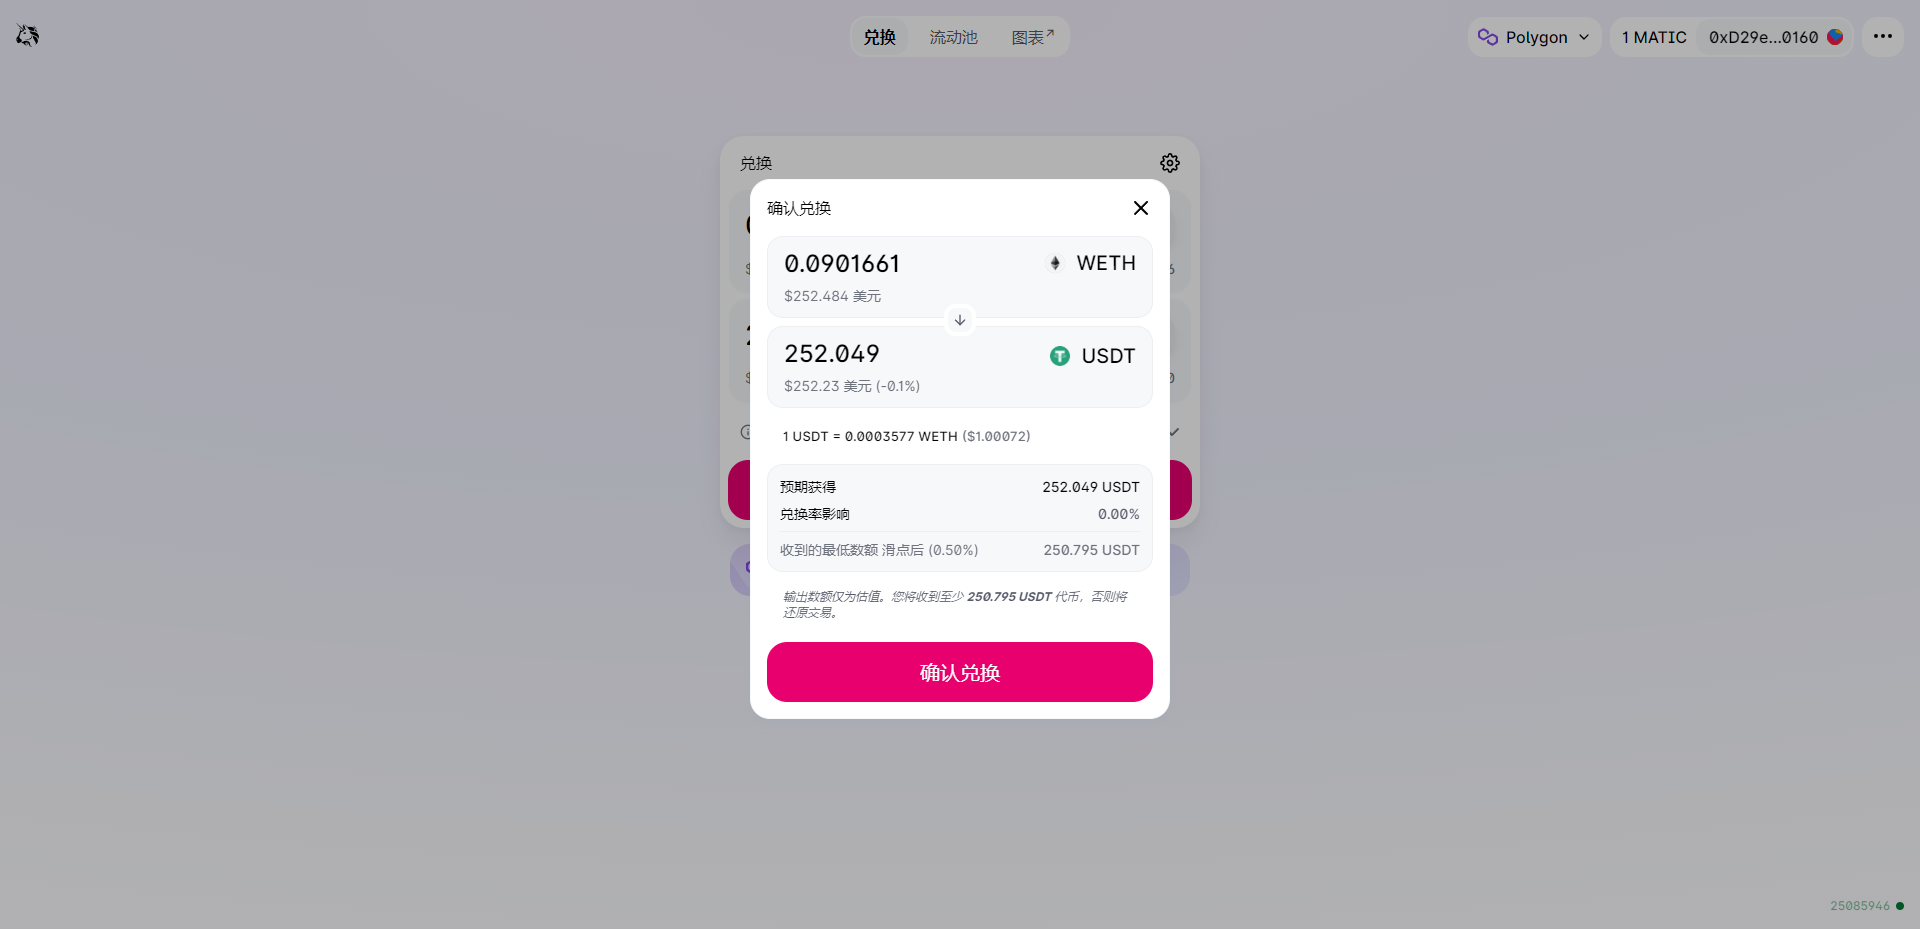 兑换
流动池
图表↗
Polygon
1 MATIC
0xD29e...0160
兑换
确认兑换
0.0901661
WETH
$252.484 美元
252.049
USDT
$252.23 美元 (-0.1%)
1 USDT = 0.0003577 WETH ($1.00072)
预期获得
252.049 USDT
兑换率影响
0.00%
收到的最低数额 滑点后 (0.50%)
250.795 USDT
输出数额仅为估值。您将收到至少 250.795 USDT 代币，否则将
还原交易。
确认兑换
25085946